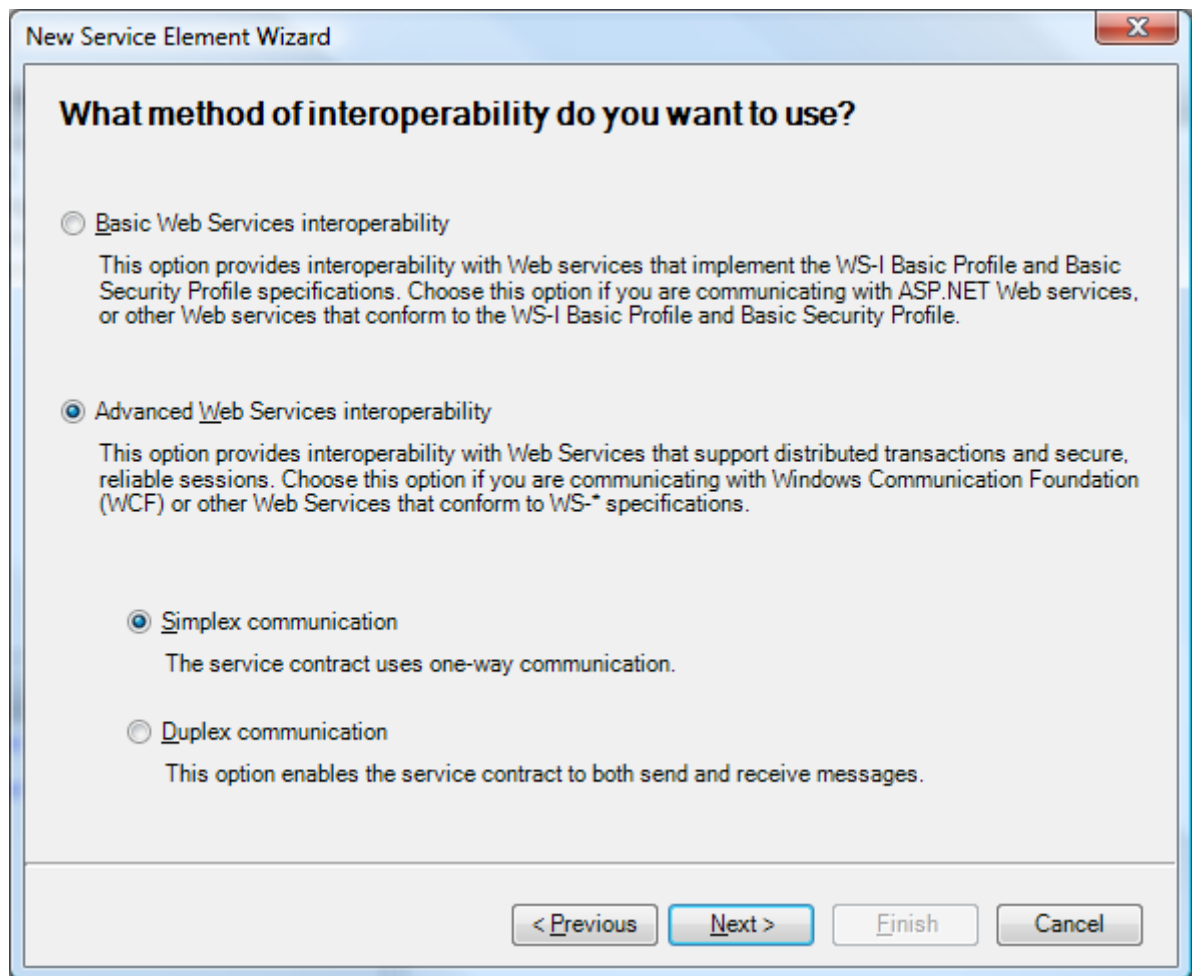 New Service Element Wizard
What method of interoperability do you want to use?
Basic Web Services interoperability
This option provides interoperability with Web services that implement the WS-I Basic Profile and Basic
Security Profile specifications. Choose this option if you are communicating with ASP.NET Web services,
or other Web services that conform to the WS-I Basic Profile and Basic Security Profile.
Advanced Web Services interoperability
This option provides interoperability with Web Services that support distributed transactions and secure,
reliable sessions. Choose this option if you are communicating with Windows Communication Foundation
(WCF) or other Web Services that conform to WS-* specifications.
Simplex communication
The service contract uses one-way communication.
Duplex communication
This option enables the service contract to both send and receive messages.
< Previous Next > Finish Cancel